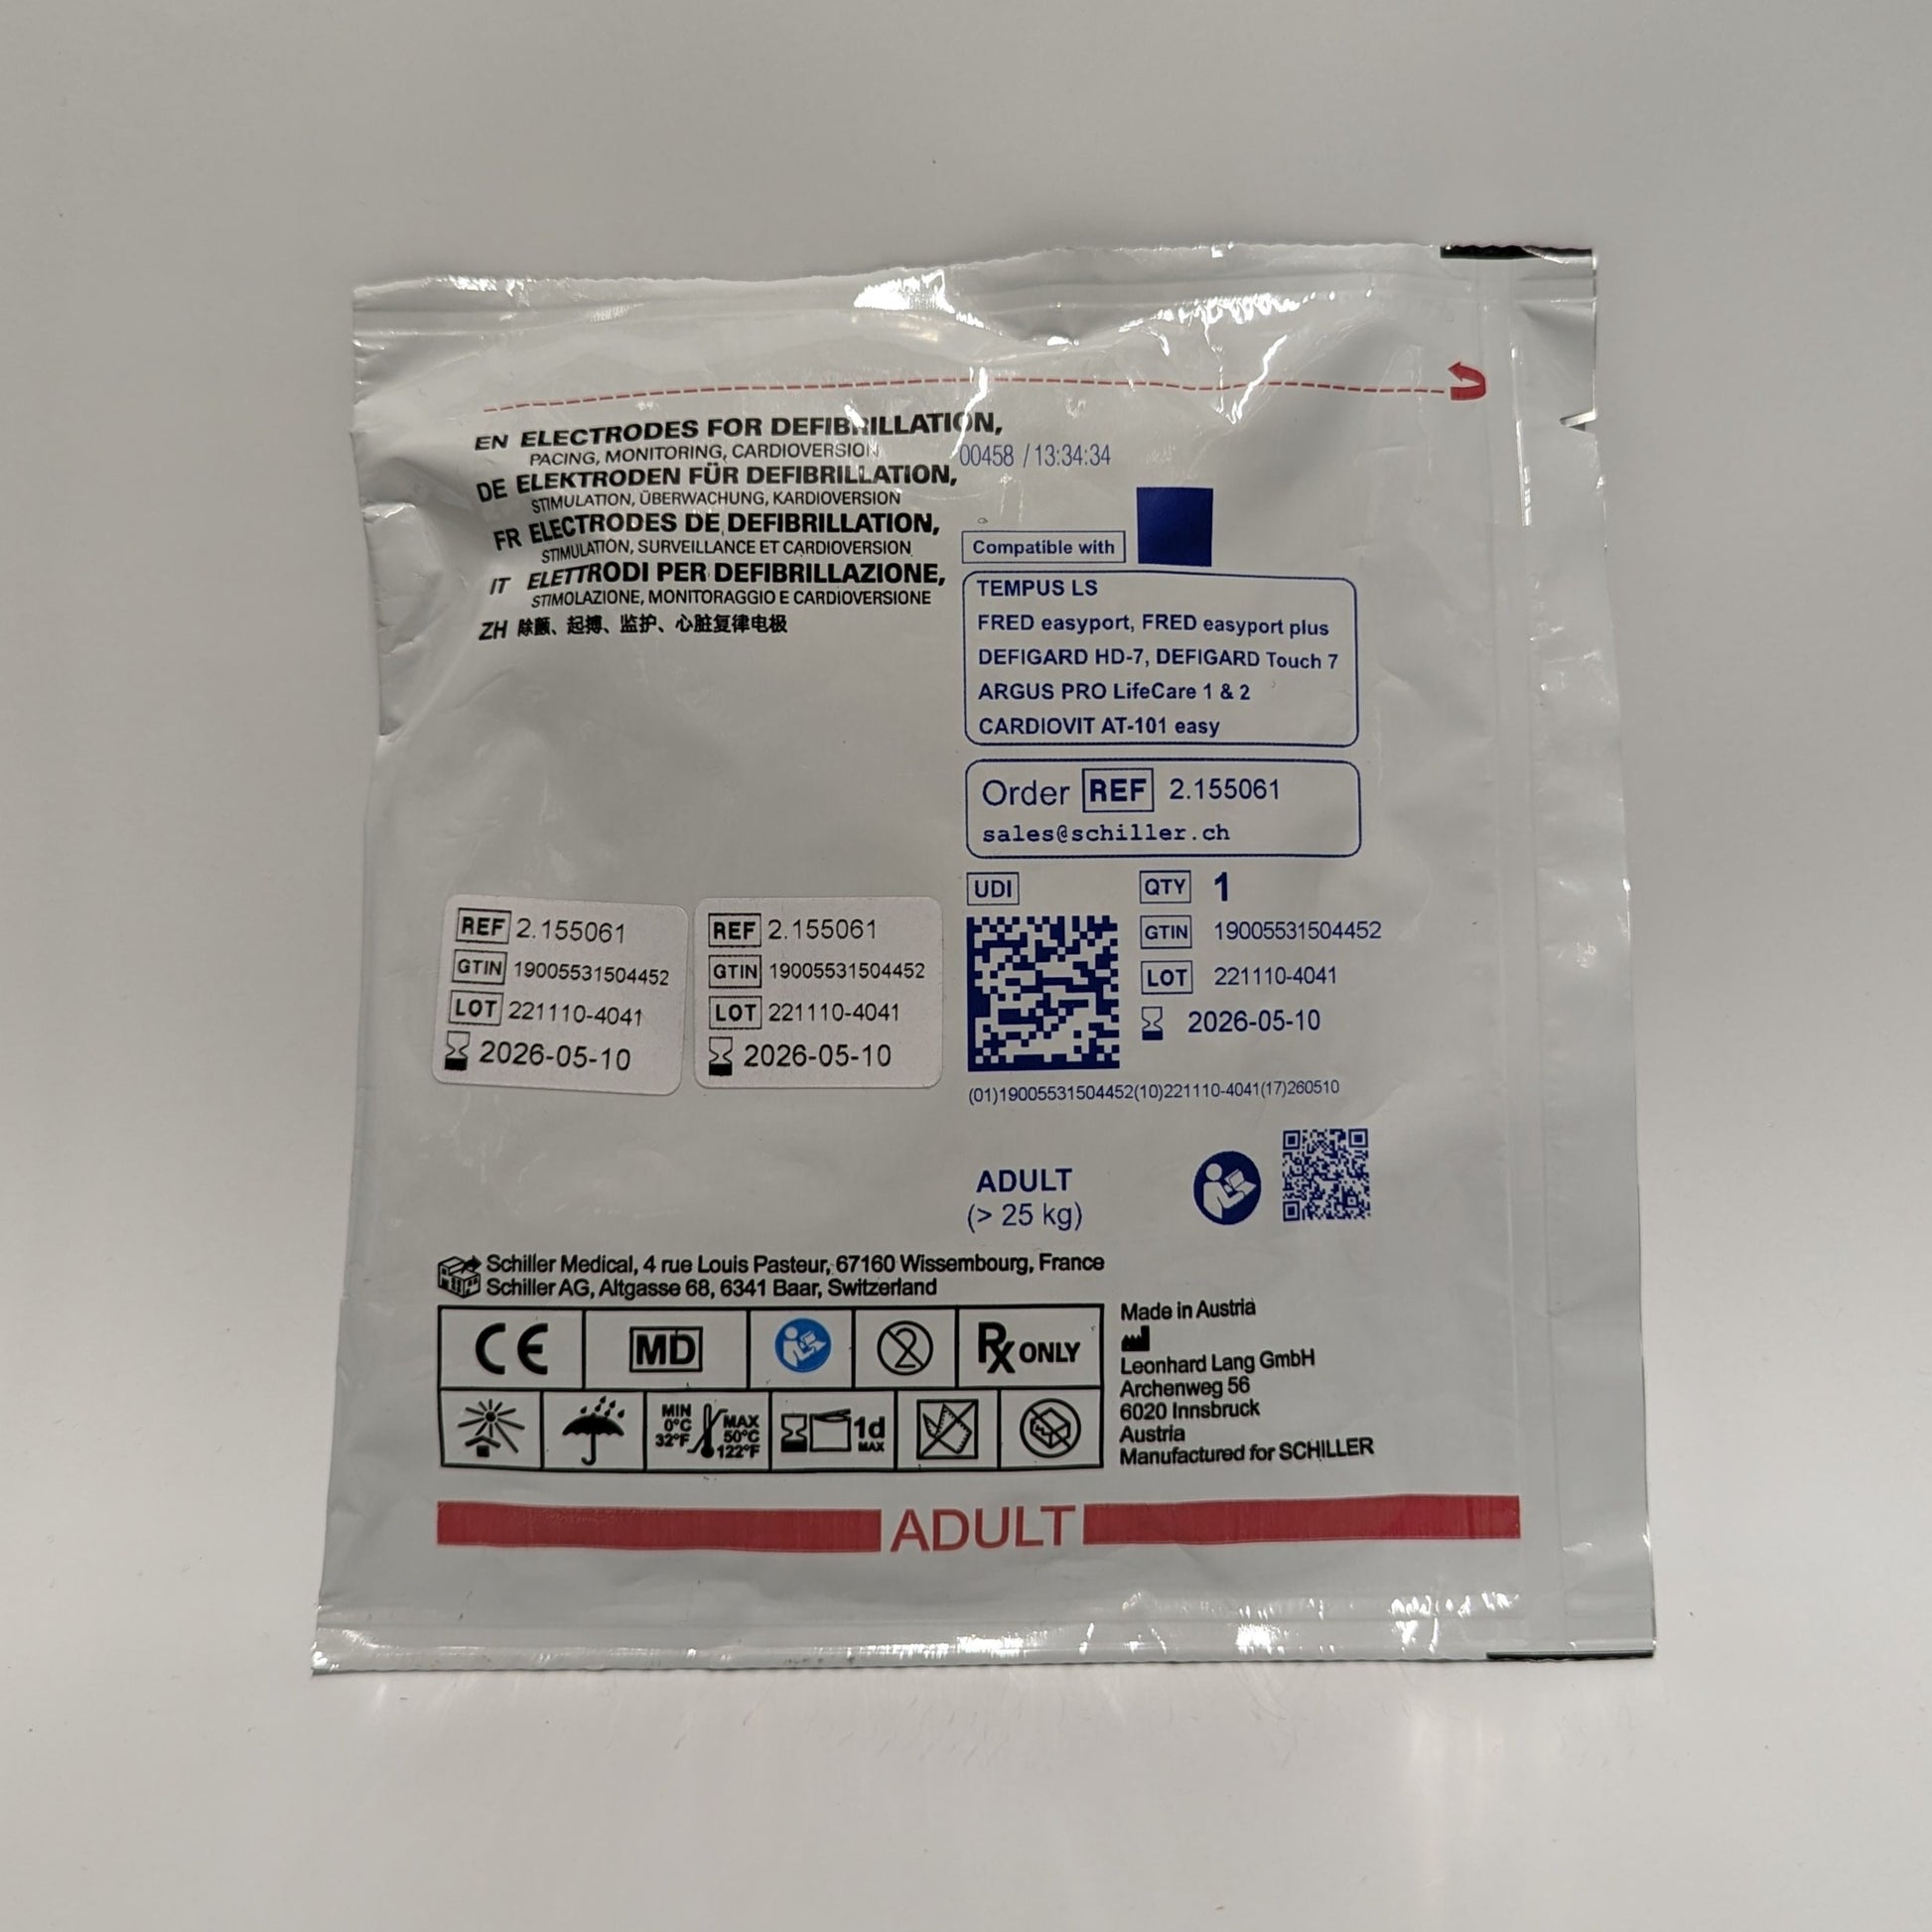 EN ELECTRODES FOR DEFIBRILLATION,
PACING, MONITORING, CARDIOVERSION
DE ELEKTRODEN FÜR DEFIBRILLATION,
STIMULATION, ÜBERWACHUNG, KARDIOVERSION
FR ELECTRODES DE DEFIBRILLATION,
STIMULATION, SURVEILLANCE ET CARDIOVERSION
IT ELETTRODI PER DEFIBRILLAZIONE,
STIMOLAZIONE, MONITORAGGIO E CARDIOVERSIONE
ZH 除颤、起搏、监护、心脏复律电极
00458 / 13:34:34
Compatible with
TEMPUS LS
FRED easyport, FRED easyport plus
DEFIGARD HD-7, DEFIGARD Touch 7
ARGUS PRO LifeCare 1 & 2
CARDIOVIT AT-101 easy
Order REF 2.155061
sales@schiller.ch
REF 2.155061
GTIN 19005531504452
LOT 221110-4041
2026-05-10
REF 2.155061
GTIN 19005531504452
LOT 221110-4041
2026-05-10
UDI
QTY 1
GTIN 19005531504452
LOT 221110-4041
2026-05-10
(01)19005531504452(10)221110-4041(17)260510
ADULT
(> 25 kg)
Schiller Medical, 4 rue Louis Pasteur, 67160 Wissembourg, France
Schiller AG, Altgasse 68, 6341 Baar, Switzerland
CE MD 2 Rx ONLY
MIN 0°C 32°F MAX 50°C 122°F
1d MAX
Made in Austria
Leonhard Lang GmbH
Archenweg 56
6020 Innsbruck
Austria
Manufactured for SCHILLER
ADULT